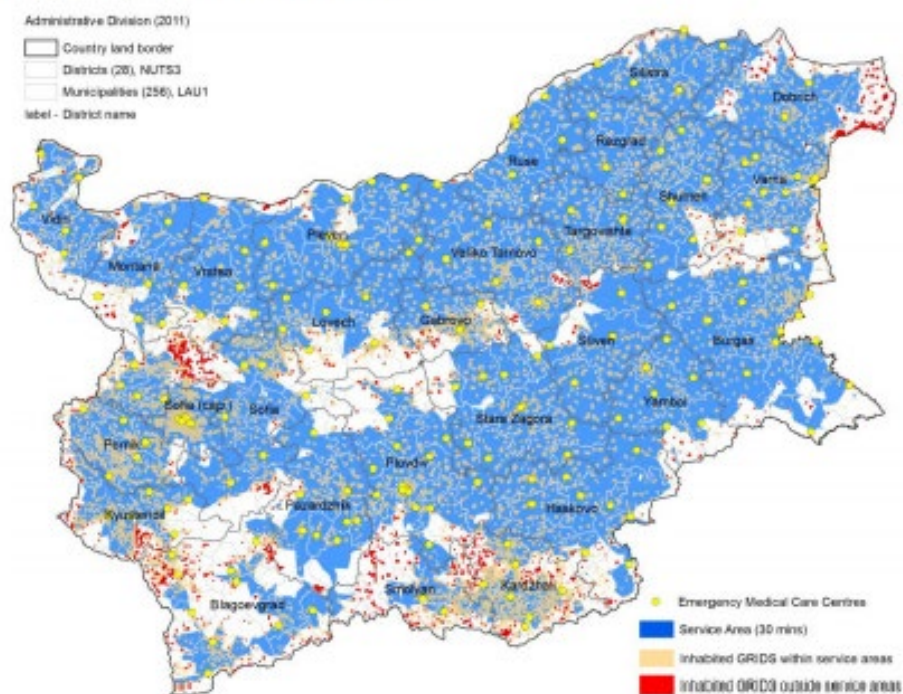 Administrative Division (2011)
Country land border
Districts (28), NUTS3
Municipalities (256), LAU1
label - District name
Silistra
Dobrich
Razgrad
Ruse
Varna
Shumen
Vidin
Pleven
Targovishte
Veliko Tarnovo
Montana
Vratsa
Lovech
Gabrovo
Sliven
Burgas
Sofia (cap.)
Sofia
Yambol
Stara Zagora
Pernik
Plovdiv
Pazardzhik
Haskovo
Kyustendil
Smolyan
Kardzhali
Blagoevgrad
Emergency Medical Care Centres
Service Area (30 mins)
Inhabited GRIDS within service areas
Inhabited GRIDS outside service areas